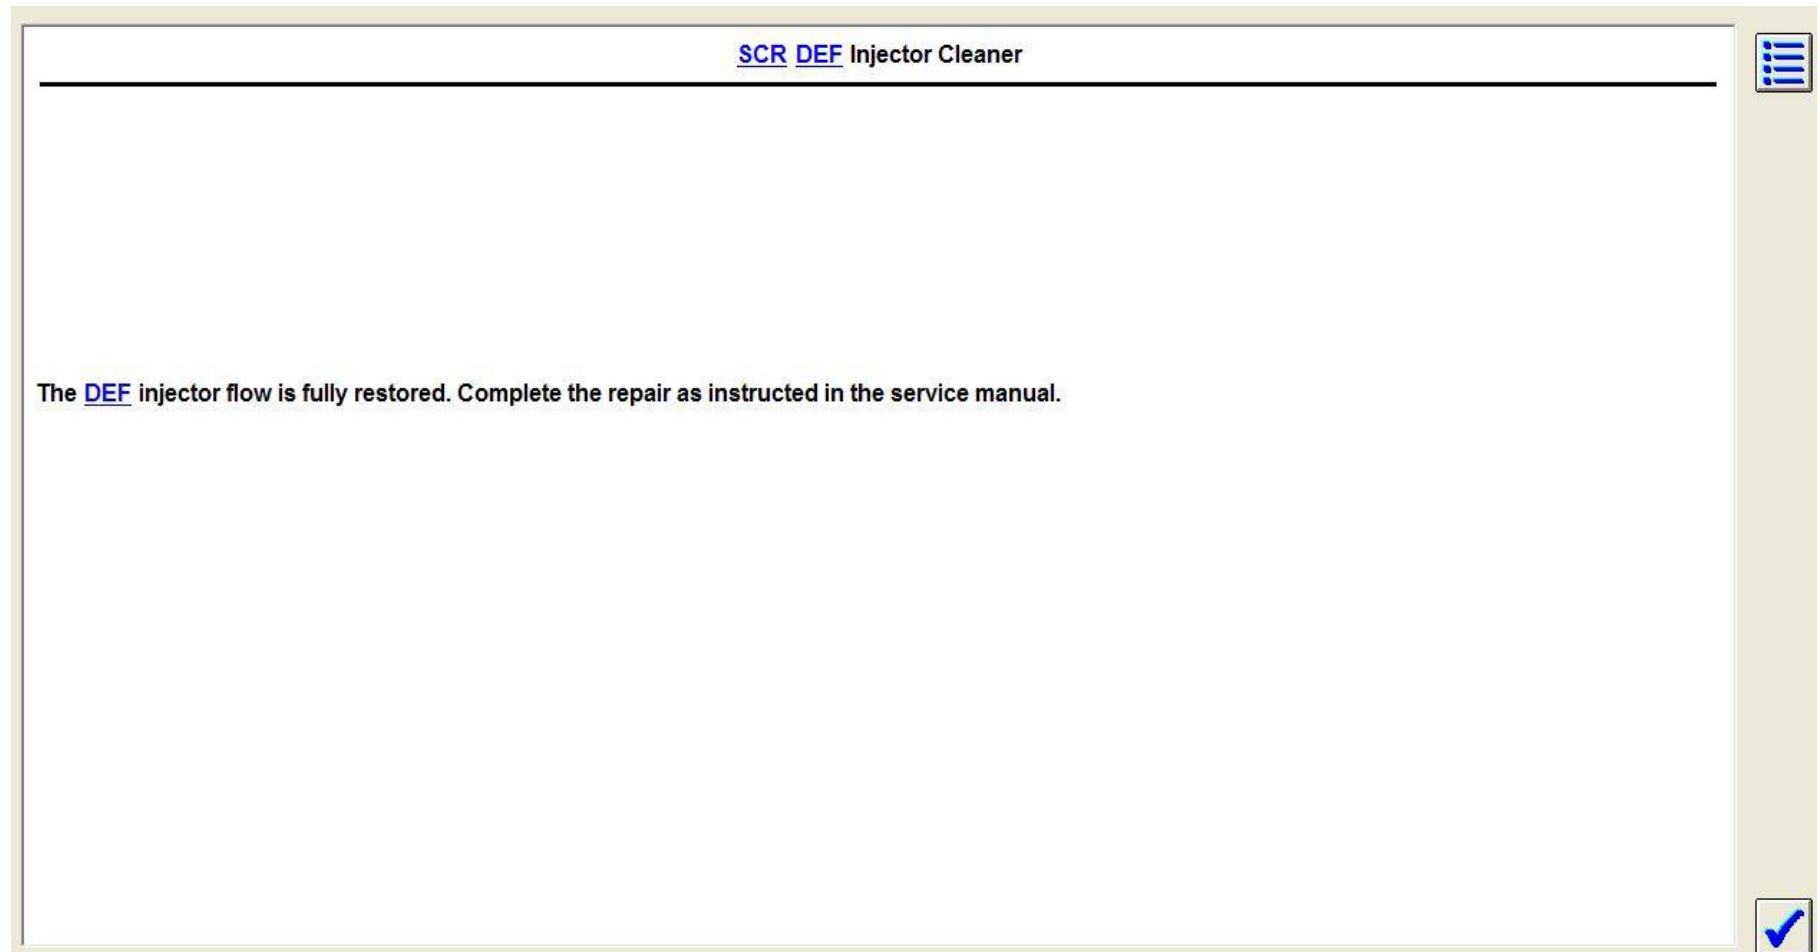 SCR DEF Injector Cleaner
The DEF injector flow is fully restored. Complete the repair as instructed in the service manual.